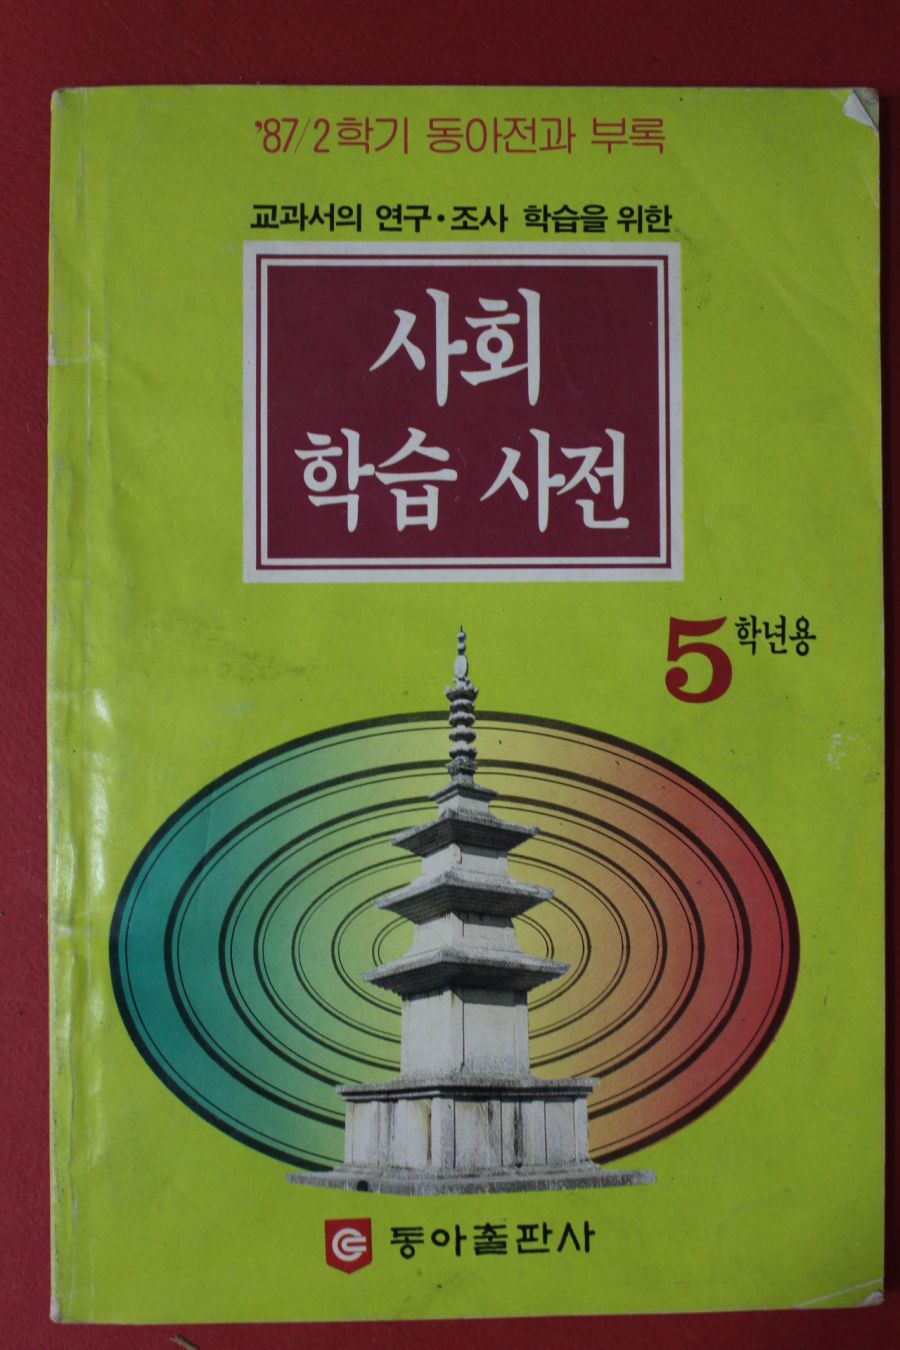 '87/2학기 동아전과 부록
교과서의 연구·조사 학습을 위한
사회
학습 사전
5학년용
동아출판사